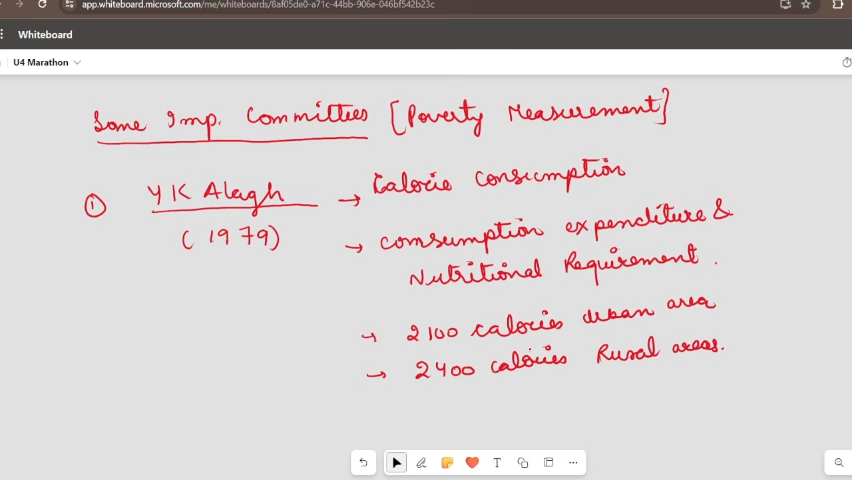 app.whiteboard.microsoft.com/me/whiteboards/8af05de0-a71c-44bb-906e-046bf542b23c
Whiteboard
U4 Marathon
Some Imp. Committees [Poverty Measurement]
① Y K Alagh → Calorie consumption
(1979)
→ comsumption expenditure &
Nutritional Requirement.
→ 2100 calories urban area
→ 2400 calories Rural areas.
T